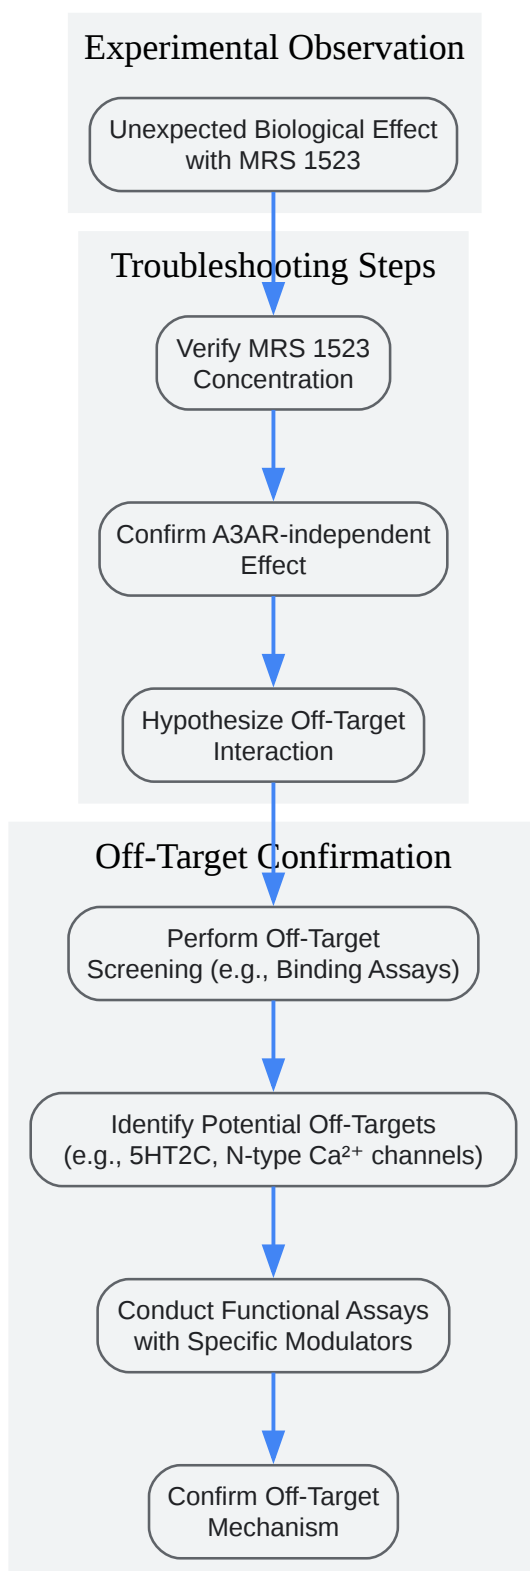 Experimental Observation
Unexpected Biological Effect
with MRS 1523
Troubleshooting Steps
Verify MRS 1523
Concentration
Confirm A3AR-independent
Effect
Hypothesize Off-Target
Interaction
Off-Target Confirmation
Perform Off-Target
Screening (e.g., Binding Assays)
Identify Potential Off-Targets
(e.g., 5HT2C, N-type Ca²⁺ channels)
Conduct Functional Assays
with Specific Modulators
Confirm Off-Target
Mechanism